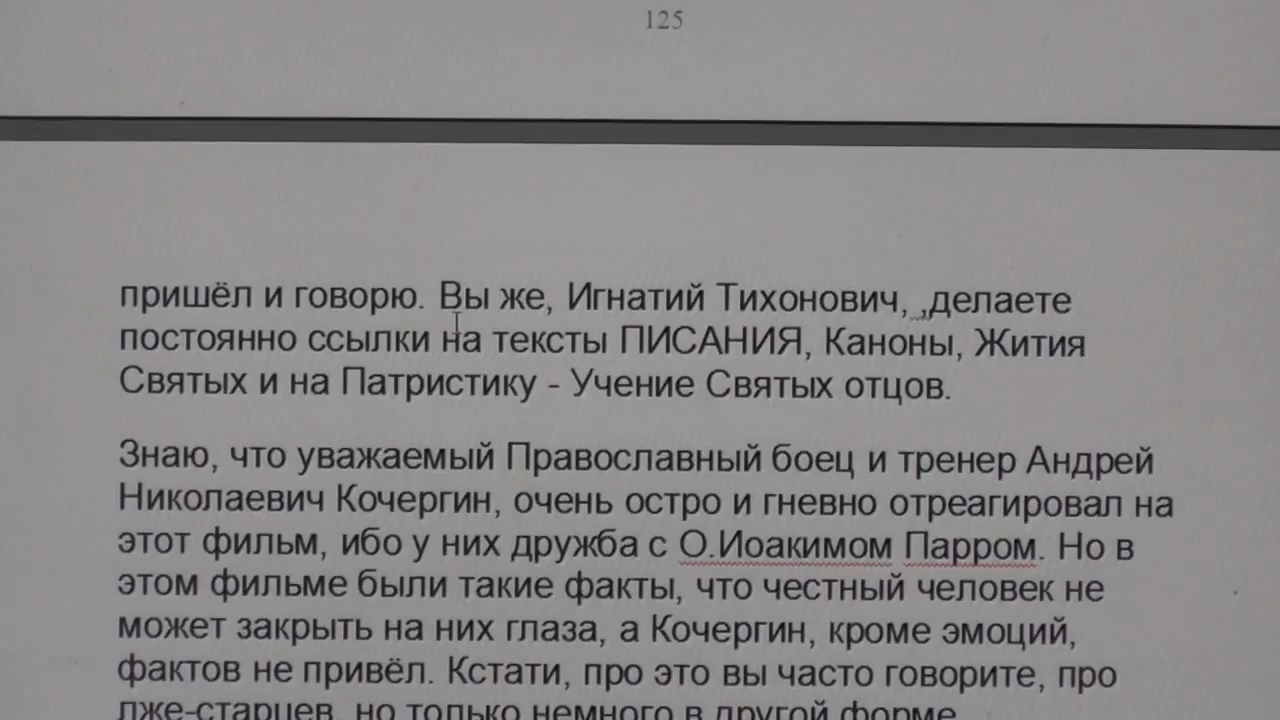 125
пришёл и говорю. Вы же, Игнатий Тихонович, ,делаете
постоянно ссылки на тексты ПИСАНИЯ, Каноны, Жития
Святых и на Патристику - Учение Святых отцов.
Знаю, что уважаемый Православный боец и тренер Андрей
Николаевич Кочергин, очень остро и гневно отреагировал на
этот фильм, ибо у них дружба с О.Иоакимом Парром. Но в
этом фильме были такие факты, что честный человек не
может закрыть на них глаза, а Кочергин, кроме эмоций,
фактов не привёл. Кстати, про это вы часто говорите, про
лже-старцев, но только немного в другой форме.